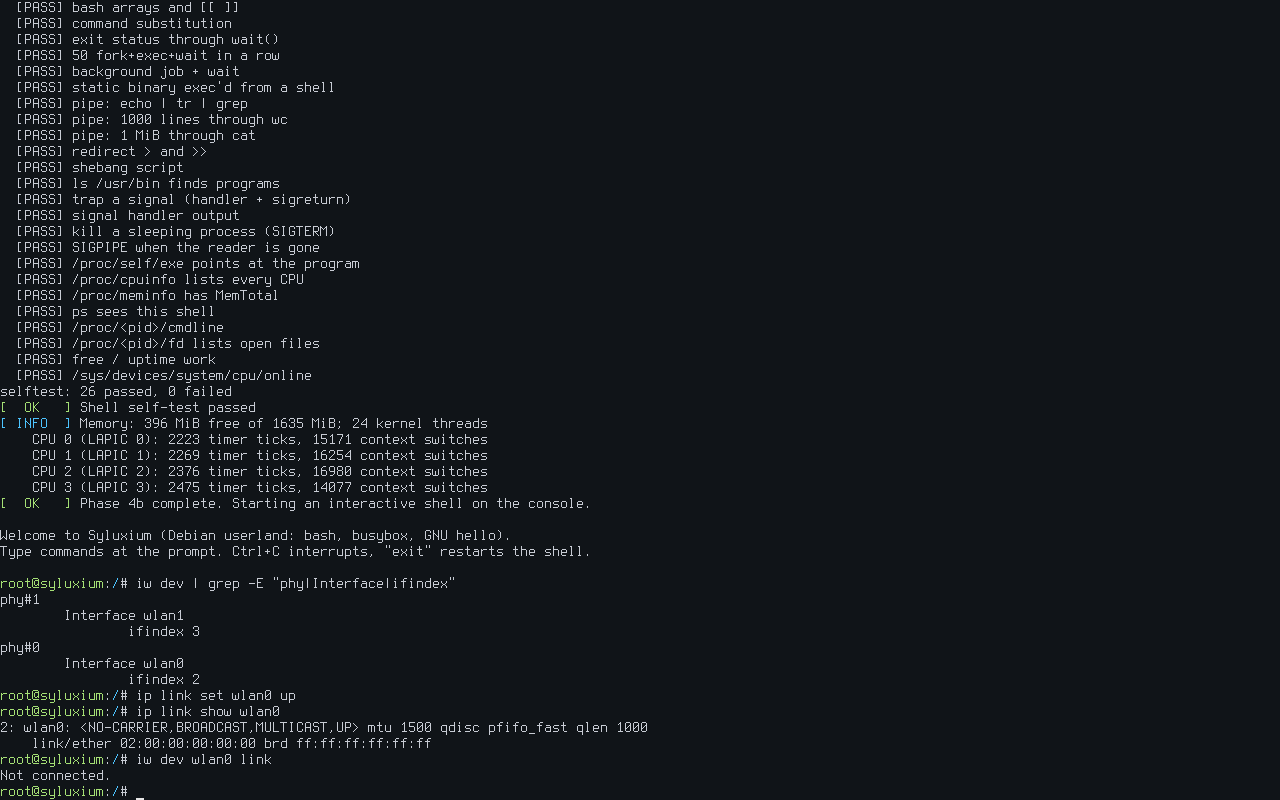 [PASS] bash arrays and [[ ]]
[PASS] command substitution
[PASS] exit status through wait()
[PASS] 50 fork+exec+wait in a row
[PASS] background job + wait
[PASS] static binary exec'd from a shell
[PASS] pipe: echo | tr | grep
[PASS] pipe: 1000 lines through wc
[PASS] pipe: 1 MiB through cat
[PASS] redirect > and >>
[PASS] shebang script
[PASS] ls /usr/bin finds programs
[PASS] trap a signal (handler + sigreturn)
[PASS] signal handler output
[PASS] kill a sleeping process (SIGTERM)
[PASS] SIGPIPE when the reader is gone
[PASS] /proc/self/exe points at the program
[PASS] /proc/cpuinfo lists every CPU
[PASS] /proc/meminfo has MemTotal
[PASS] ps sees this shell
[PASS] /proc/<pid>/cmdline
[PASS] /proc/<pid>/fd lists open files
[PASS] free / uptime work
[PASS] /sys/devices/system/cpu/online
selftest: 26 passed, 0 failed
[  OK   ] Shell self-test passed
[ INFO  ] Memory: 396 MiB free of 1635 MiB; 24 kernel threads
    CPU 0 (LAPIC 0): 2223 timer ticks, 15171 context switches
    CPU 1 (LAPIC 1): 2269 timer ticks, 16254 context switches
    CPU 2 (LAPIC 2): 2376 timer ticks, 16980 context switches
    CPU 3 (LAPIC 3): 2475 timer ticks, 14077 context switches
[  OK   ] Phase 4b complete. Starting an interactive shell on the console.
Welcome to Syluxium (Debian userland: bash, busybox, GNU hello).
Type commands at the prompt. Ctrl+C interrupts, "exit" restarts the shell.
root@syluxium:/# iw dev | grep -E "phy|Interface|ifindex"
phy#1
        Interface wlan1
                ifindex 3
phy#0
        Interface wlan0
                ifindex 2
root@syluxium:/# ip link set wlan0 up
root@syluxium:/# ip link show wlan0
2: wlan0: <NO-CARRIER,BROADCAST,MULTICAST,UP> mtu 1500 qdisc pfifo_fast qlen 1000
    link/ether 02:00:00:00:00:00 brd ff:ff:ff:ff:ff:ff
root@syluxium:/# iw dev wlan0 link
Not connected.
root@syluxium:/#